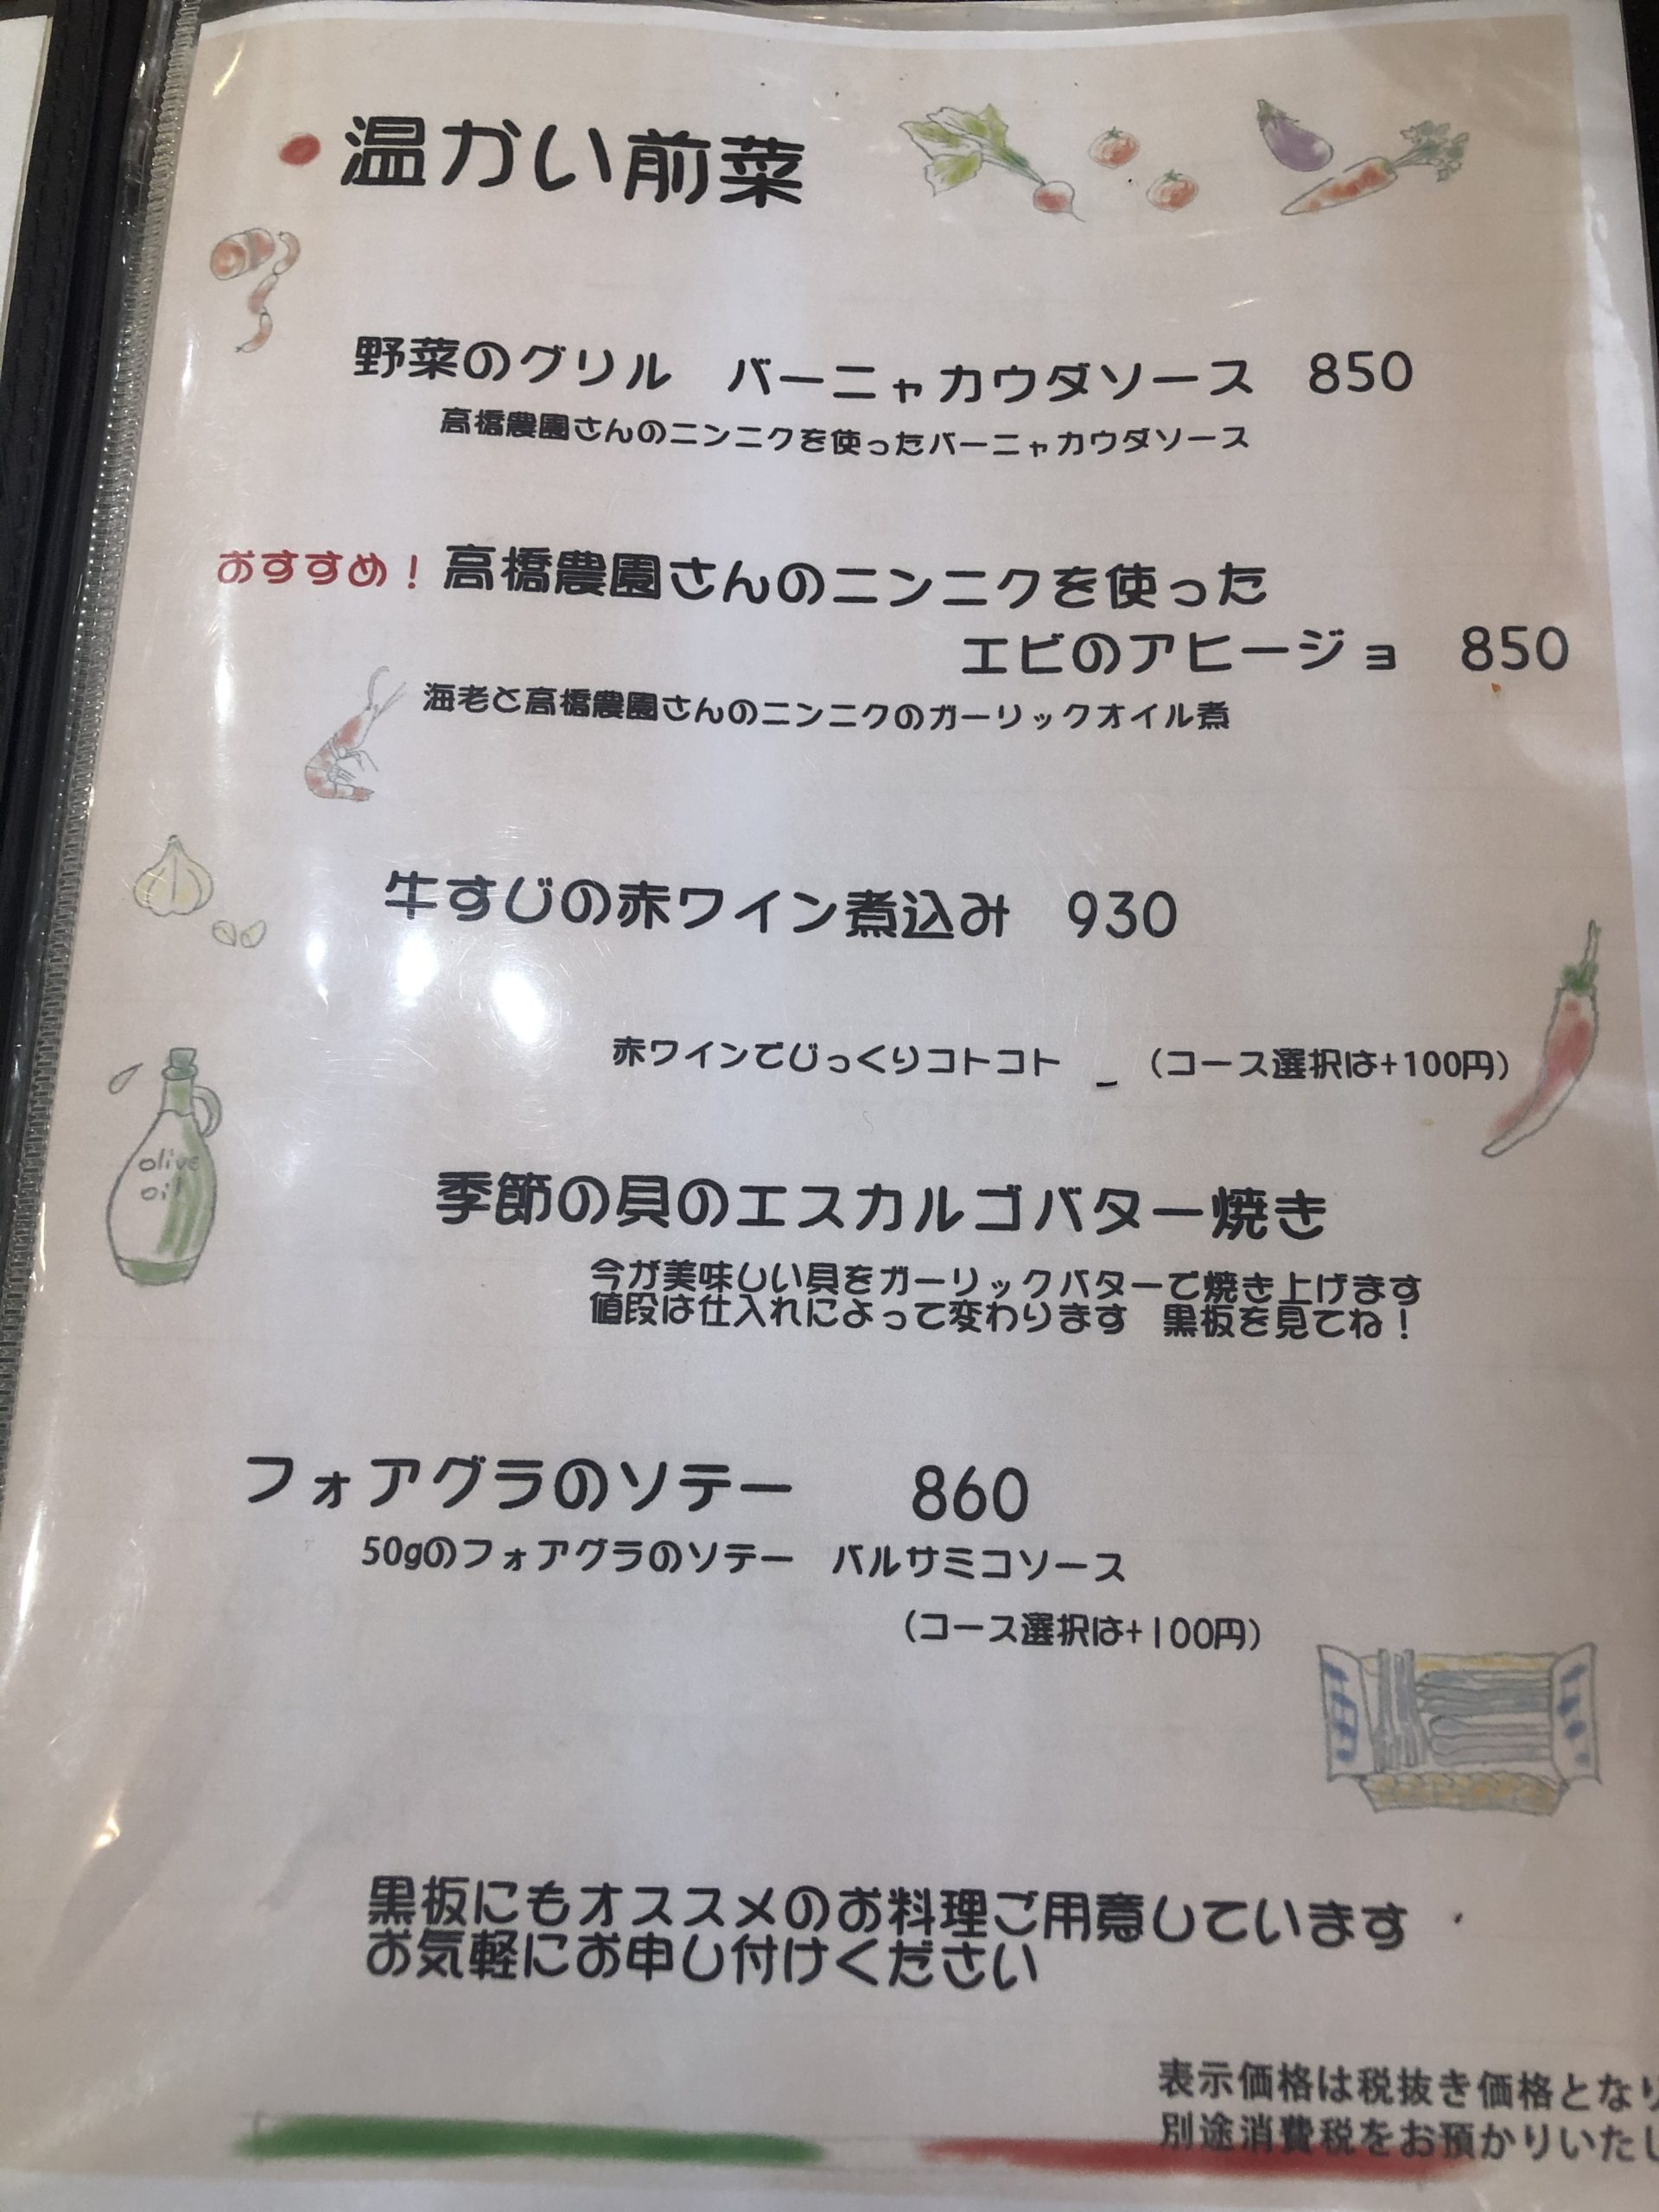 温かい前菜
野菜のグリル　バーニャカウダソース　850
高橋農園さんのニンニクを使ったバーニャカウダソース
おすすめ！高橋農園さんのニンニクを使った
エビのアヒージョ　850
海老と高橋農園さんのニンニクのガーリックオイル煮
牛すじの赤ワイン煮込み　930
赤ワインでじっくりコトコト　_　（コース選択は+100円）
olive
oil
季節の貝のエスカルゴバター焼き
今が美味しい貝をガーリックバターで焼き上げます
値段は仕入れによって変わります　黒板を見てね！
フォアグラのソテー　860
50gのフォアグラのソテー　バルサミコソース
（コース選択は+100円）
黒板にもオススメのお料理ご用意しています
お気軽にお申し付けください
表示価格は税抜き価格となり
別途消費税をお預かりいたし